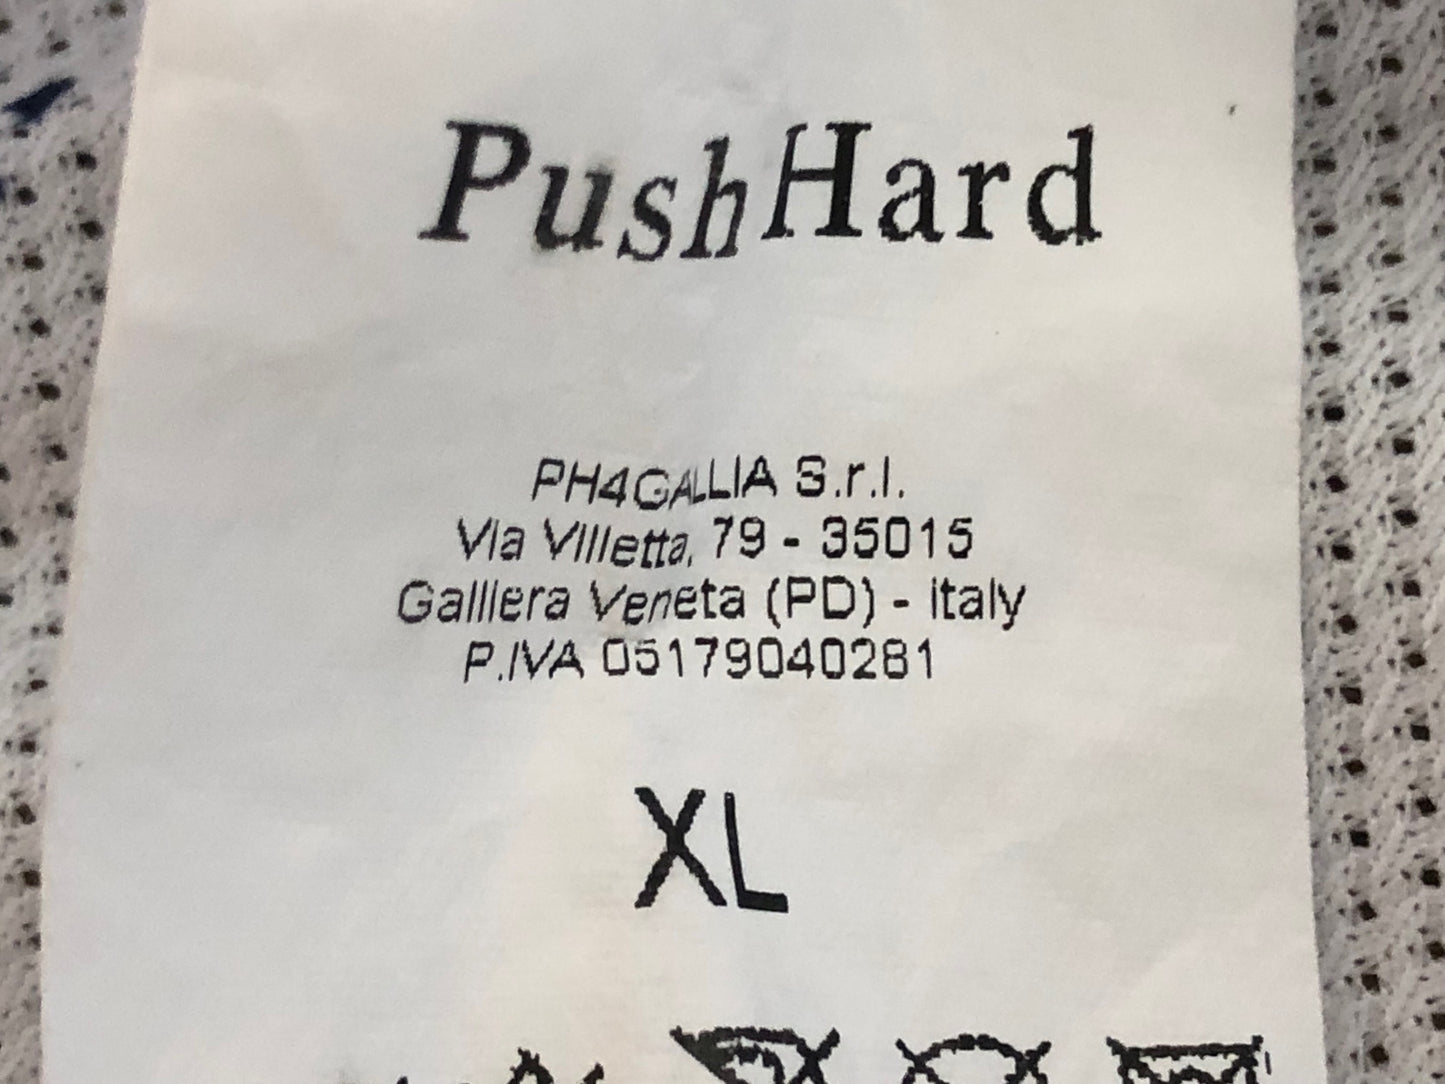 PushHard
PH4GALLIA S.r.l.
Via Villetta, 79 - 35015
Galliera Veneta (PD) - Italy
P.IVA 05179040281
XL